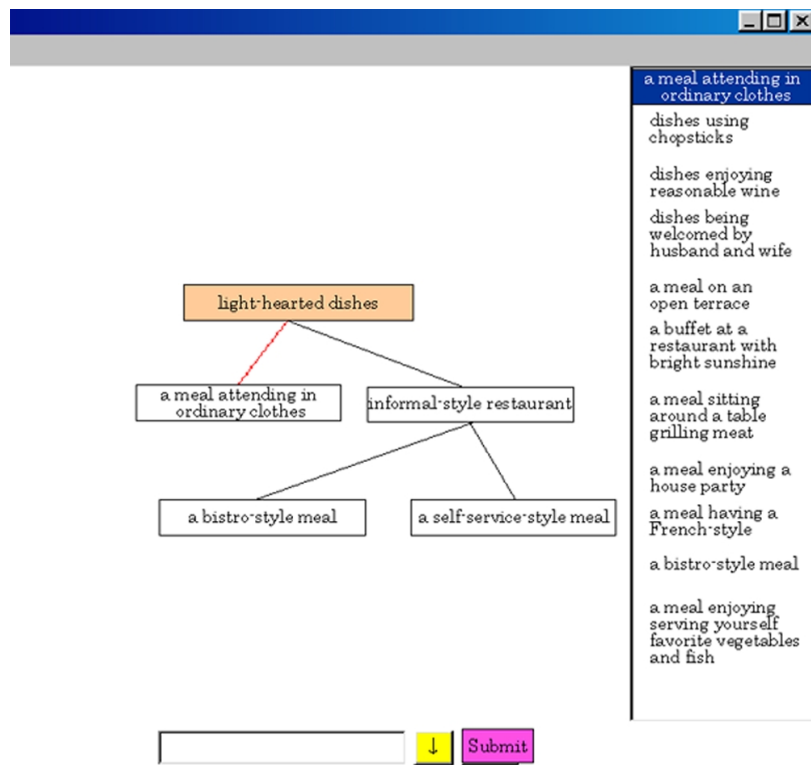 light-hearted dishes
a meal attending in
ordinary clothes
informal-style restaurant
a bistro-style meal
a self-service-style meal
↓
Submit
a meal attending in
ordinary clothes
dishes using
chopsticks
dishes enjoying
reasonable wine
dishes being
welcomed by
husband and wife
a meal on an
open terrace
a buffet at a
restaurant with
bright sunshine
a meal sitting
around a table
grilling meat
a meal enjoying a
house party
a meal having a
French-style
a bistro-style meal
a meal enjoying
serving yourself
favorite vegetables
and fish